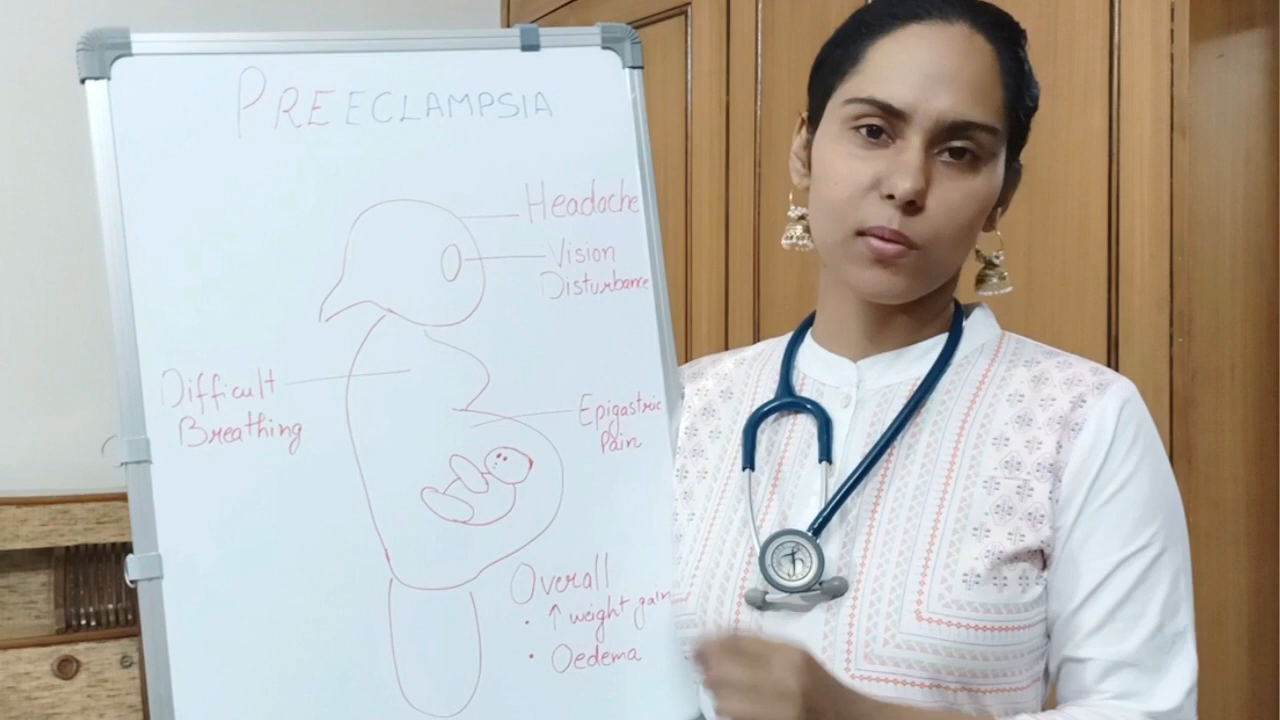 PREECLAMPSIA
Headache
Vision
Disturbance
Difficult
Breathing
Epigastric
Pain
Overall
• ↑ weight gain
• Oedema